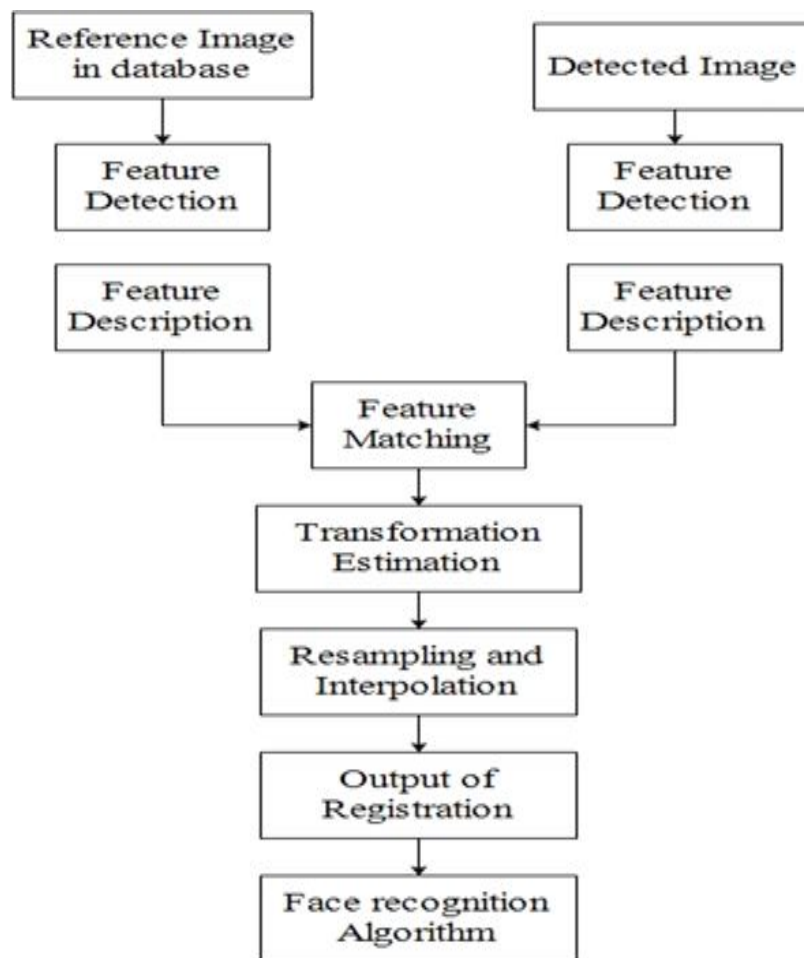 Reference Image
in database
Detected Image
Feature
Detection
Feature
Detection
Feature
Description
Feature
Description
Feature
Matching
Transformation
Estimation
Resampling and
Interpolation
Output of
Registration
Face recognition
Algorithm